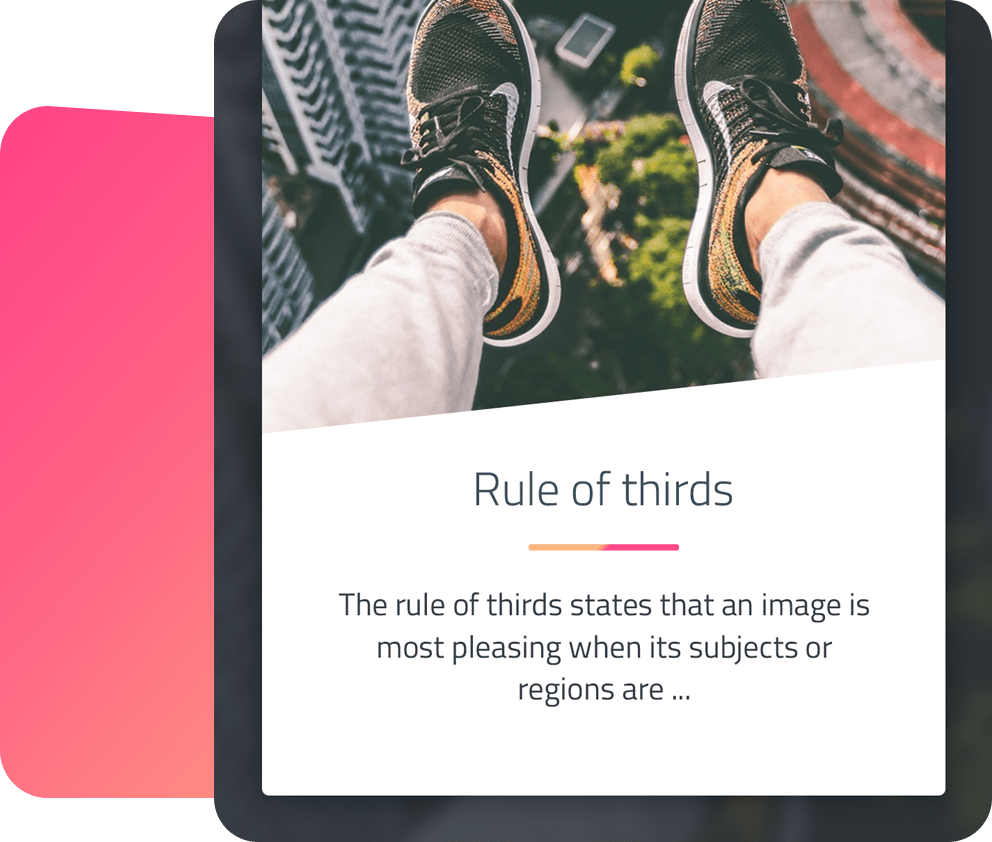 Rule of thirds
The rule of thirds states that an image is
most pleasing when its subjects or
regions are ...